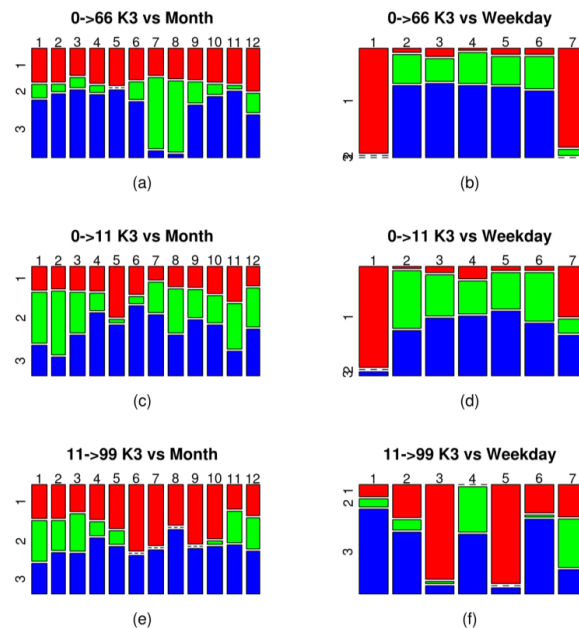 0->66 K3 vs Month
1 2 3 4 5 6 7 8 9 10 11 12
1
2
3
(a)
0->66 K3 vs Weekday
1 2 3 4 5 6 7
1
(b)
0->11 K3 vs Month
1 2 3 4 5 6 7 8 9 10 11 12
1
2
3
(c)
0->11 K3 vs Weekday
1 2 3 4 5 6 7
1
(d)
11->99 K3 vs Month
1 2 3 4 5 6 7 8 9 10 11 12
1
2
3
(e)
11->99 K3 vs Weekday
1 2 3 4 5 6 7
1
2
3
(f)